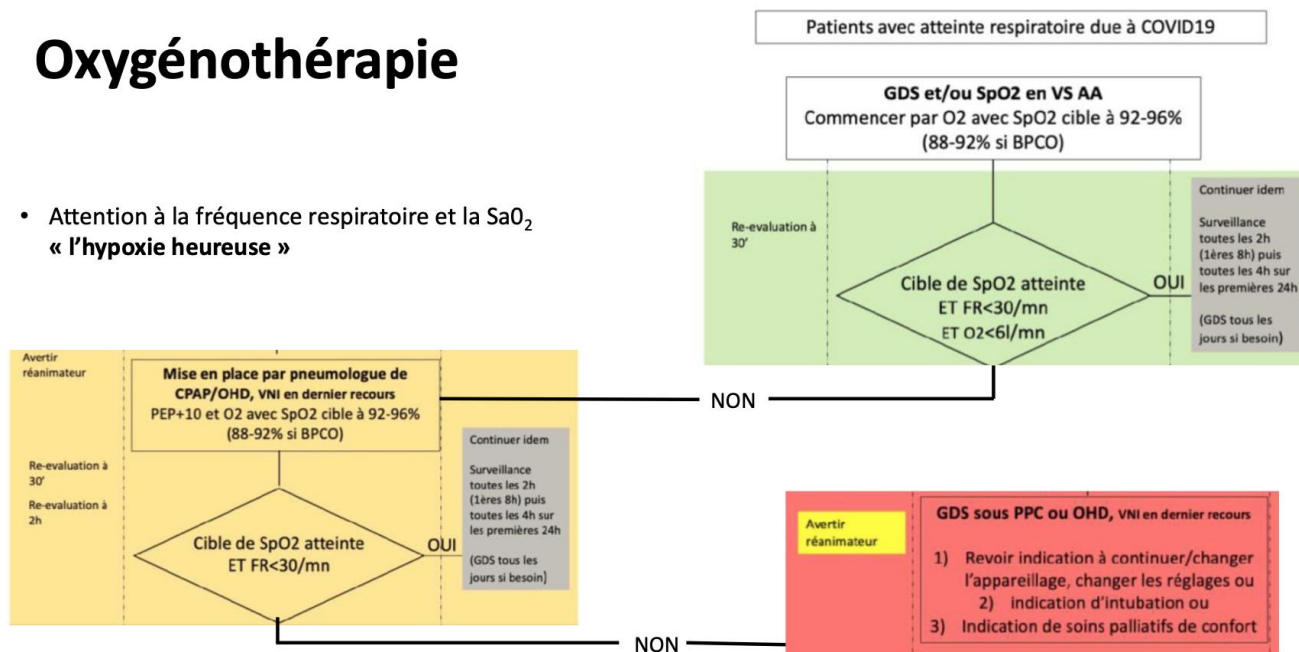 Oxygénothérapie
• Attention à la fréquence respiratoire et la Sa0₂
« l'hypoxie heureuse »
Patients avec atteinte respiratoire due à COVID19
GDS et/ou SpO2 en VS AA
Commencer par O2 avec SpO2 cible à 92-96%
(88-92% si BPCO)
Re-evaluation à
30'
Cible de SpO2 atteinte
ET FR<30/mn
ET O2<6l/mn
OUI
Continuer idem
Surveillance
toutes les 2h
(1ères 8h) puis
toutes les 4h sur
les premières 24h
(GDS tous les
jours si besoin)
NON
Avertir
réanimateur
Mise en place par pneumologue de
CPAP/OHD, VNI en dernier recours
PEP+10 et O2 avec SpO2 cible à 92-96%
(88-92% si BPCO)
Re-evaluation à
30'
Re-evaluation à
2h
Cible de SpO2 atteinte
ET FR<30/mn
OUI
Continuer idem
Surveillance
toutes les 2h
(1ères 8h) puis
toutes les 4h sur
les premières 24h
(GDS tous les
jours si besoin)
NON
Avertir
réanimateur
GDS sous PPC ou OHD, VNI en dernier recours
1) Revoir indication à continuer/changer
l'appareillage, changer les réglages ou
2) indication d'intubation ou
3) Indication de soins palliatifs de confort